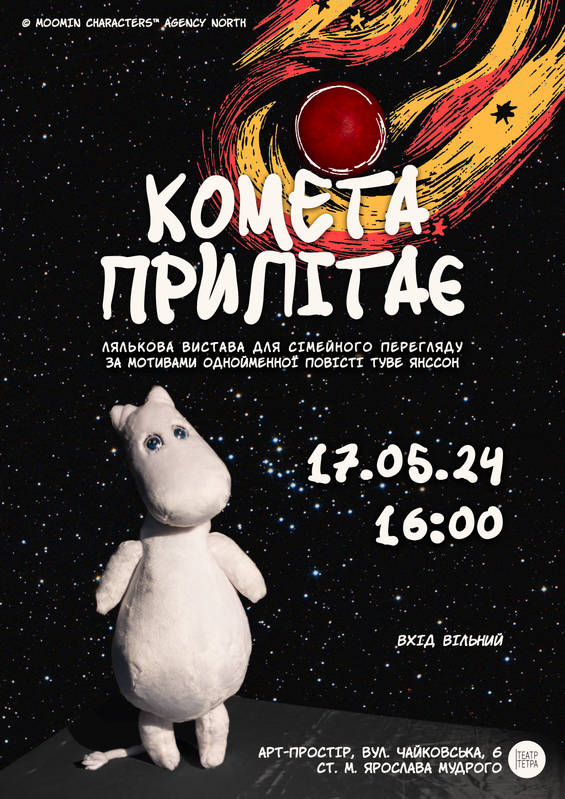 © MOOMIN CHARACTERS™ AGENCY NORTH
КОМЕТА
ПРИЛІТАЄ
ЛЯЛЬКОВА ВИСТАВА ДЛЯ СІМЕЙНОГО ПЕРЕГЛЯДУ
ЗА МОТИВАМИ ОДНОЙМЕННОЇ ПОВІСТІ ТУВЕ ЯНССОН
17.05.24
16:00
ВХІД ВІЛЬНИЙ
АРТ-ПРОСТІР, ВУЛ. ЧАЙКОВСЬКА, 6
СТ. М. ЯРОСЛАВА МУДРОГО
ТЕАТР
ТЕТРА